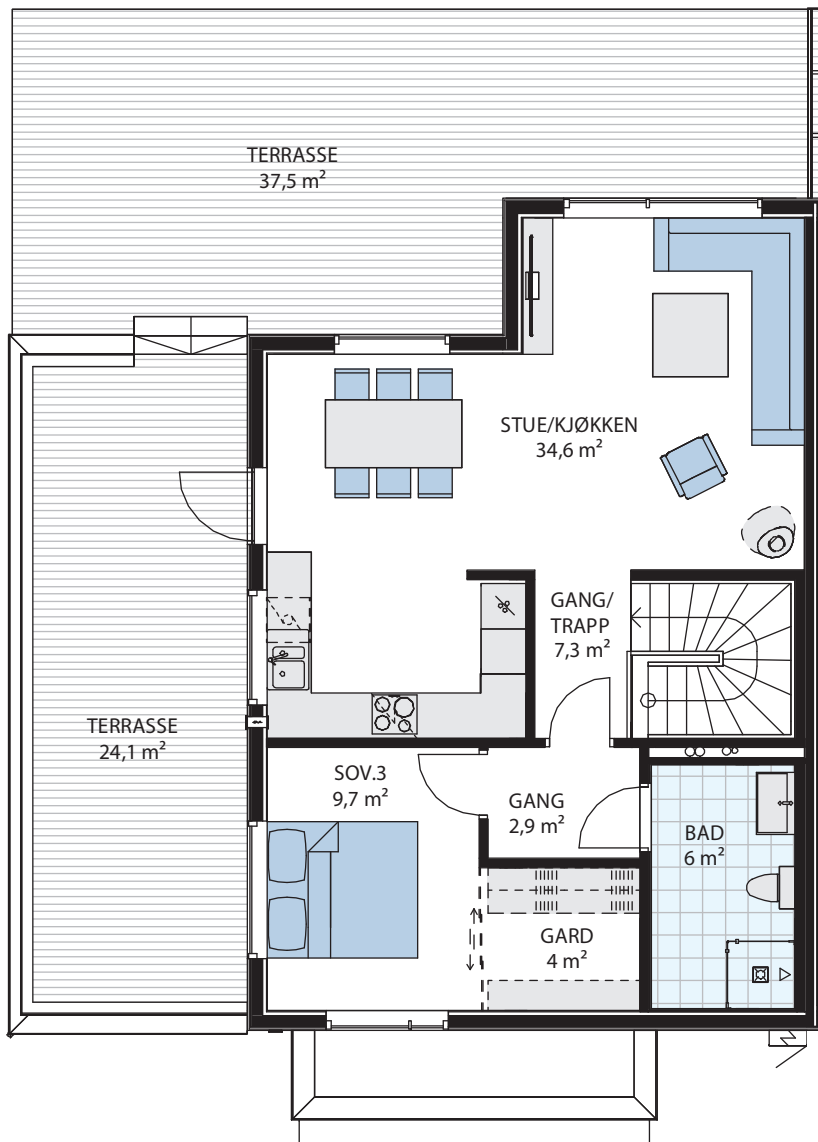 TERRASSE
37,5 m²
STUE/KJØKKEN
34,6 m²
GANG/
TRAPP
7,3 m²
TERRASSE
24,1 m²
SOV.3
9,7 m²
GANG
2,9 m²
BAD
6 m²
GARD
4 m²